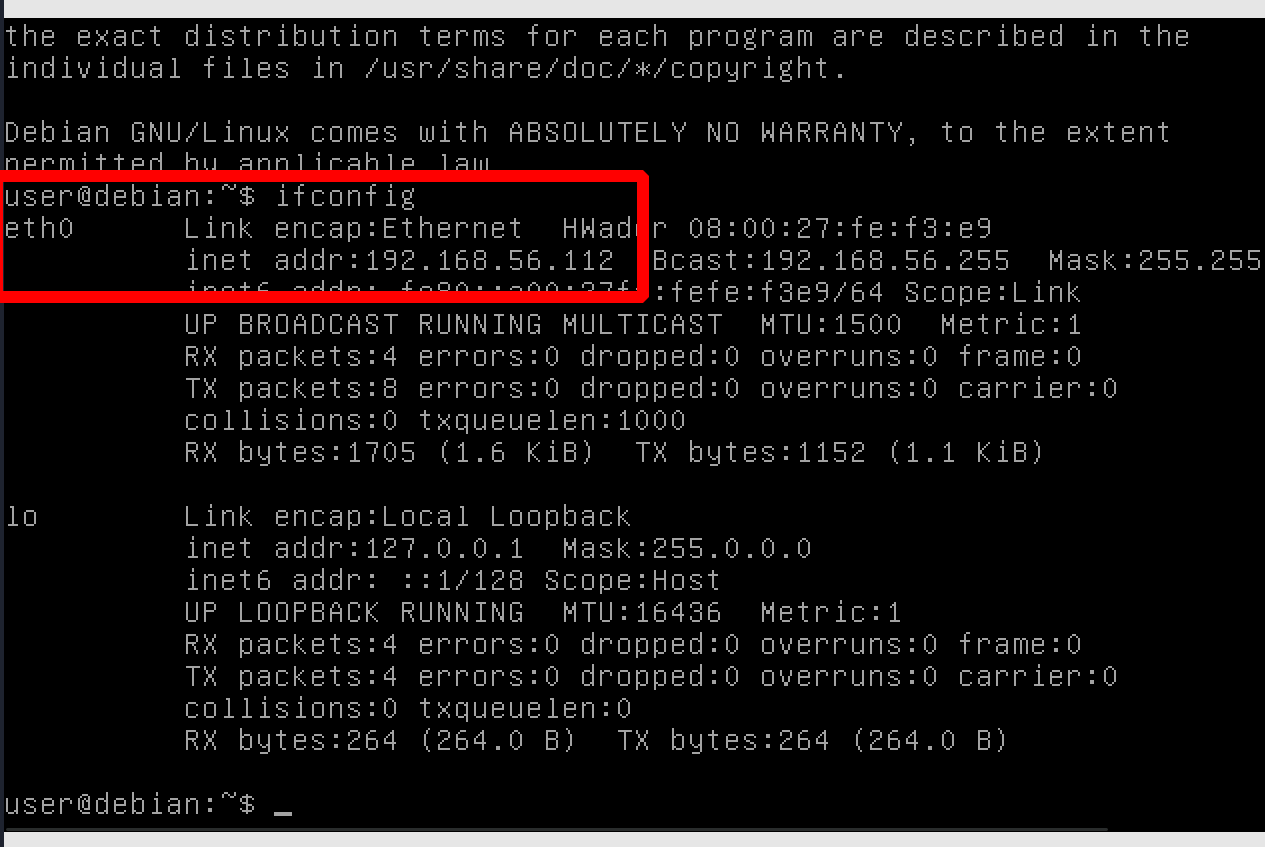 the exact distribution terms for each program are described in the
individual files in /usr/share/doc/*/copyright.
Debian GNU/Linux comes with ABSOLUTELY NO WARRANTY, to the extent
permitted by applicable law
user@debian:~$ ifconfig
eth0 Link encap:Ethernet HWaddr 08:00:27:fe:f3:e9
inet addr:192.168.56.112 Bcast:192.168.56.255 Mask:255.255
inet6 addr: fe80::a00:27ff:fefe:f3e9/64 Scope:Link
UP BROADCAST RUNNING MULTICAST MTU:1500 Metric:1
RX packets:4 errors:0 dropped:0 overruns:0 frame:0
TX packets:8 errors:0 dropped:0 overruns:0 carrier:0
collisions:0 txqueuelen:1000
RX bytes:1705 (1.6 KiB) TX bytes:1152 (1.1 KiB)
lo Link encap:Local Loopback
inet addr:127.0.0.1 Mask:255.0.0.0
inet6 addr: ::1/128 Scope:Host
UP LOOPBACK RUNNING MTU:16436 Metric:1
RX packets:4 errors:0 dropped:0 overruns:0 frame:0
TX packets:4 errors:0 dropped:0 overruns:0 carrier:0
collisions:0 txqueuelen:0
RX bytes:264 (264.0 B) TX bytes:264 (264.0 B)
user@debian:~$ _